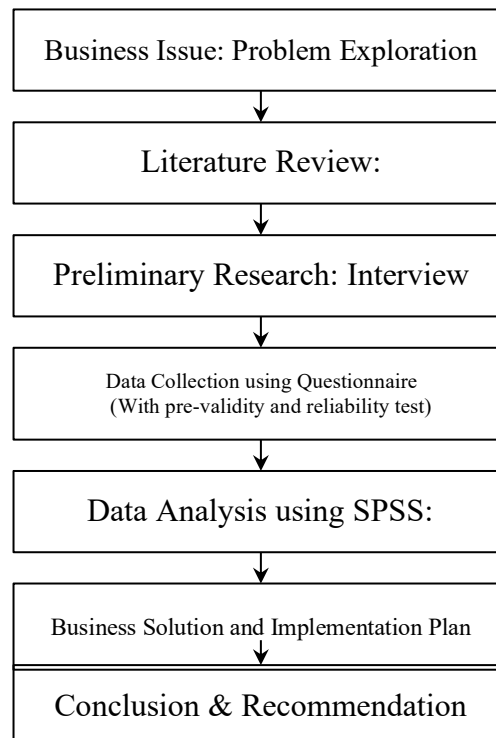 Business Issue: Problem Exploration
Literature Review:
Preliminary Research: Interview
Data Collection using Questionnaire
(With pre-validity and reliability test)
Data Analysis using SPSS:
Business Solution and Implementation Plan
Conclusion & Recommendation